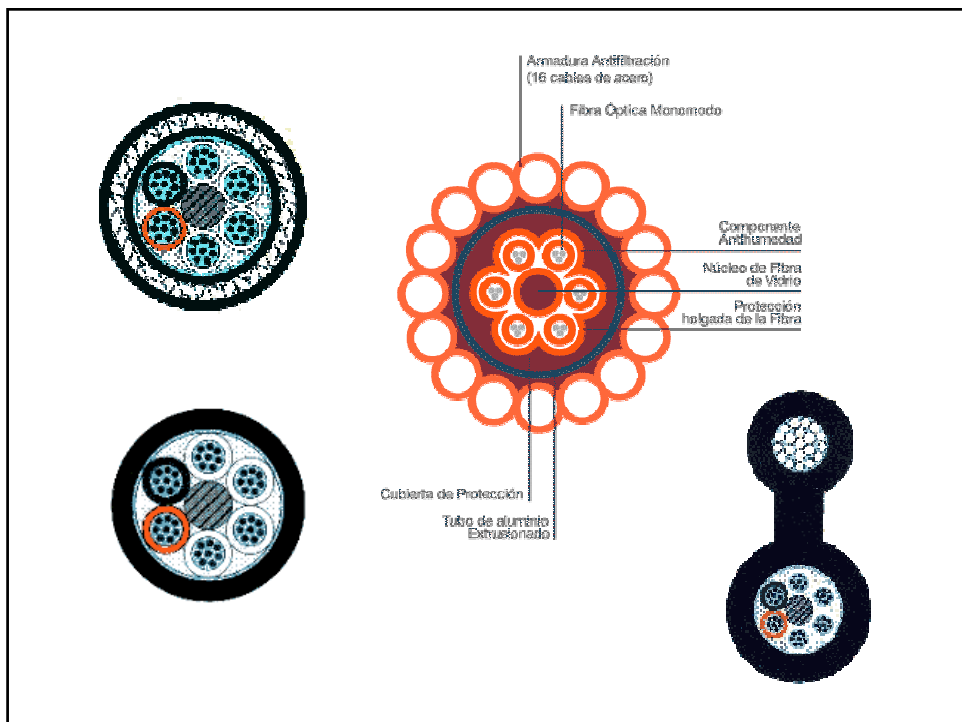 Armadura Antifiltración
(16 cables de acero)
Fibra Óptica Monomodo
Componente
Antihumedad
Núcleo de Fibra
de Vidrio
Protección
holgada de la Fibra
Cubierta de Protección
Tubo de aluminio
Extrusionado